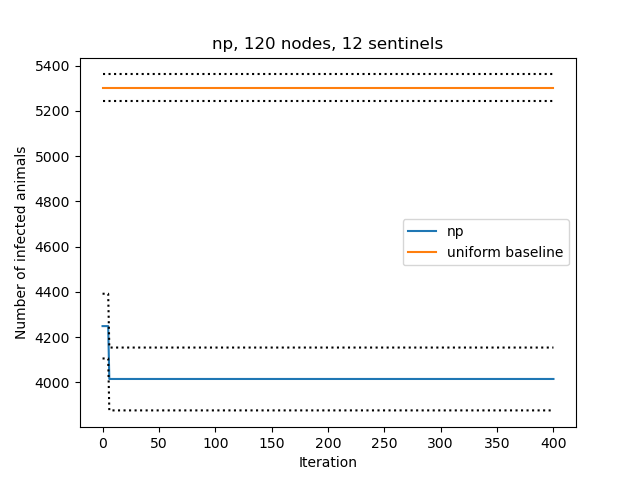 np, 120 nodes, 12 sentinels
Number of infected animals
5400
5200
5000
4800
4600
4400
4200
4000
np
uniform baseline
0 50 100 150 200 250 300 350 400
Iteration